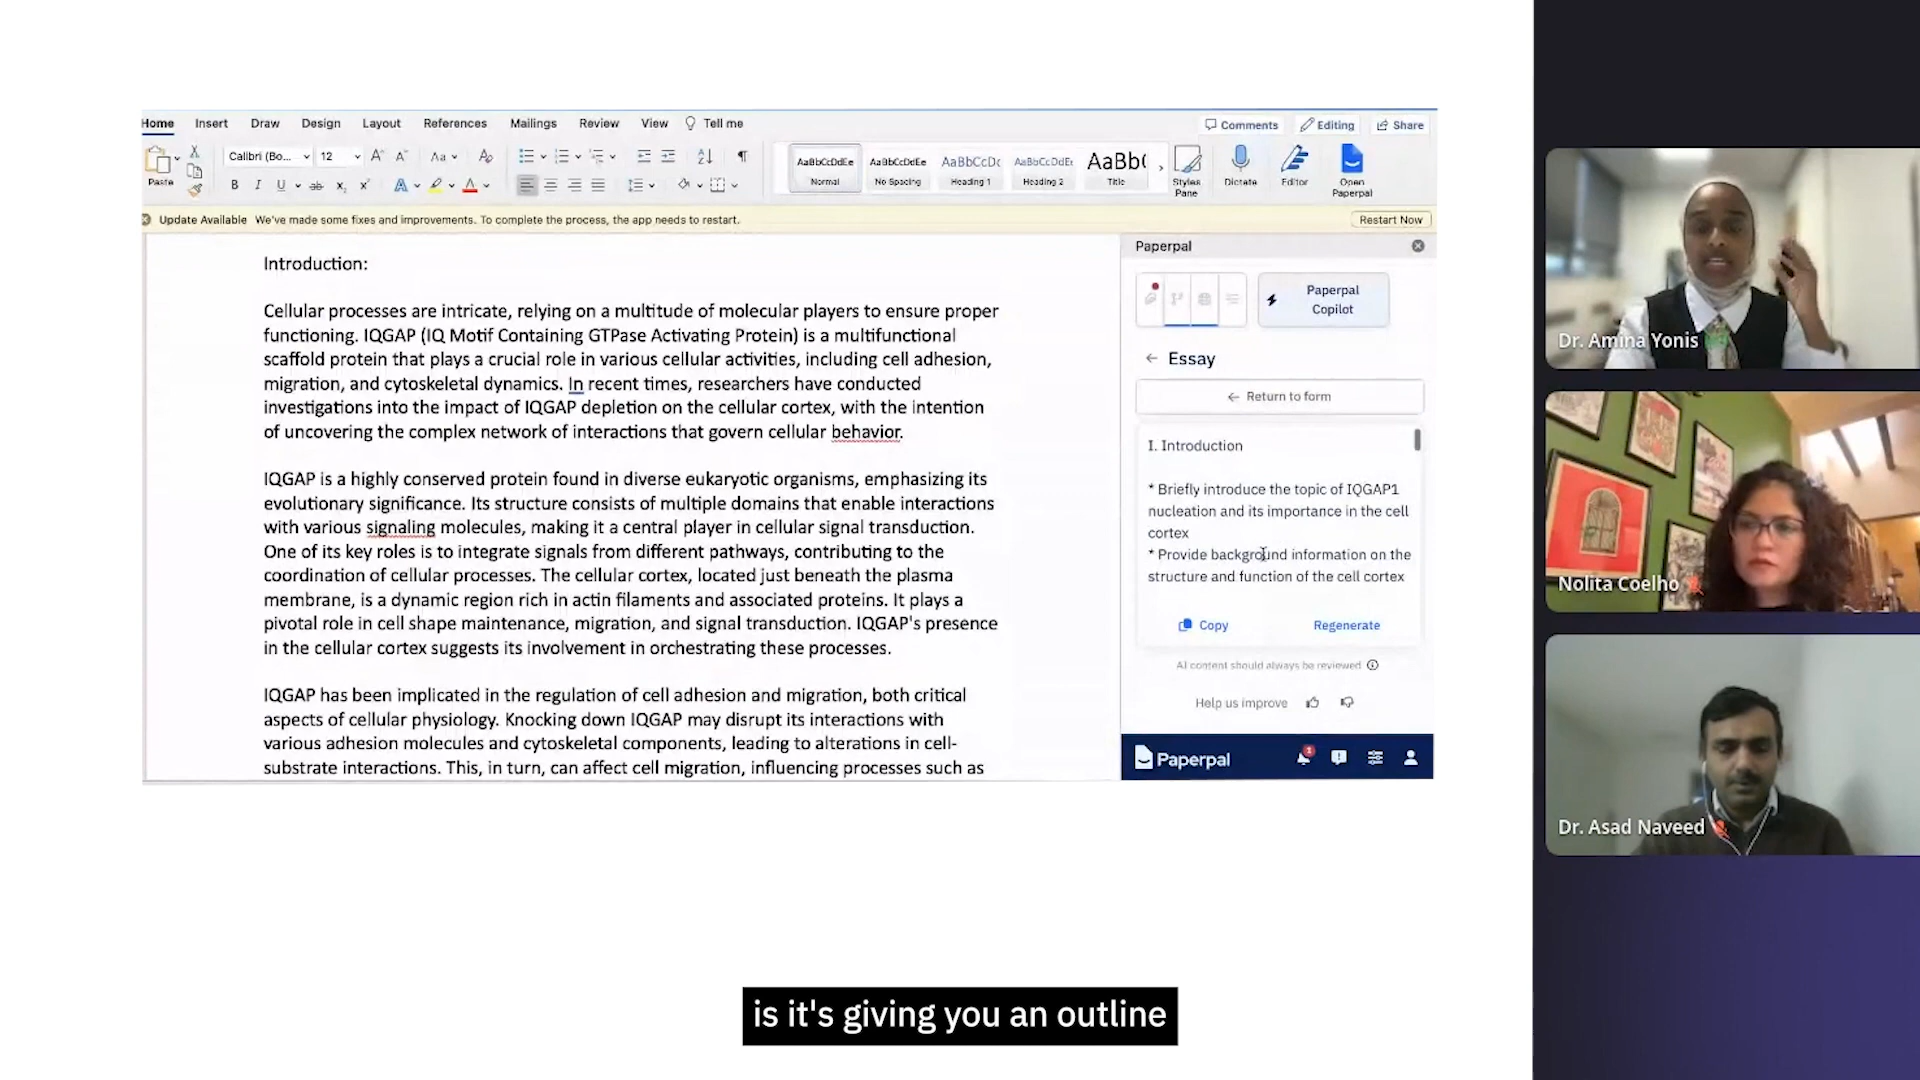 Home Insert Draw Design Layout References Mailings Review View Tell me Comments Editing Share
Paste Calibri (Bo... 12 AaBbCcDdEe AaBbCcDdEe AaBbCcDc AaBbCcDdEe AaBb(
Normal No Spacing Heading 1 Heading 2 Title Styles Pane Dictate Editor Open Paperpal
Update Available We've made some fixes and improvements. To complete the process, the app needs to restart. Restart Now
Introduction:
Cellular processes are intricate, relying on a multitude of molecular players to ensure proper
functioning. IQGAP (IQ Motif Containing GTPase Activating Protein) is a multifunctional
scaffold protein that plays a crucial role in various cellular activities, including cell adhesion,
migration, and cytoskeletal dynamics. In recent times, researchers have conducted
investigations into the impact of IQGAP depletion on the cellular cortex, with the intention
of uncovering the complex network of interactions that govern cellular behavior.
IQGAP is a highly conserved protein found in diverse eukaryotic organisms, emphasizing its
evolutionary significance. Its structure consists of multiple domains that enable interactions
with various signaling molecules, making it a central player in cellular signal transduction.
One of its key roles is to integrate signals from different pathways, contributing to the
coordination of cellular processes. The cellular cortex, located just beneath the plasma
membrane, is a dynamic region rich in actin filaments and associated proteins. It plays a
pivotal role in cell shape maintenance, migration, and signal transduction. IQGAP's presence
in the cellular cortex suggests its involvement in orchestrating these processes.
IQGAP has been implicated in the regulation of cell adhesion and migration, both critical
aspects of cellular physiology. Knocking down IQGAP may disrupt its interactions with
various adhesion molecules and cytoskeletal components, leading to alterations in cell-
substrate interactions. This, in turn, can affect cell migration, influencing processes such as
Paperpal
Paperpal
Copilot
Essay
Return to form
I. Introduction
* Briefly introduce the topic of IQGAP1
nucleation and its importance in the cell
cortex
* Provide background information on the
structure and function of the cell cortex
Copy Regenerate
AI content should always be reviewed
Help us improve
Paperpal 1
Dr. Amina Yonis
Nolita Coelho
Dr. Asad Naveed
is it's giving you an outline